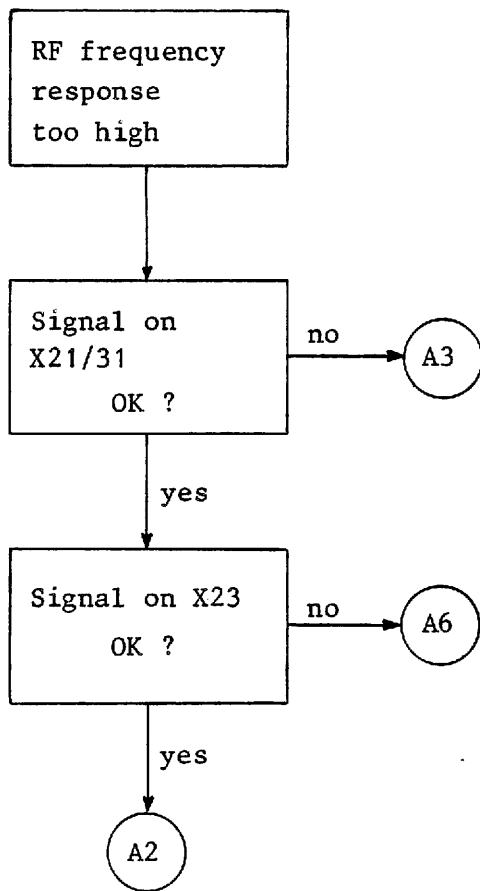 RF frequency
response
too high
Signal on
X21/31
OK ?
no
A3
yes
Signal on X23
OK ?
no
A6
yes
A2